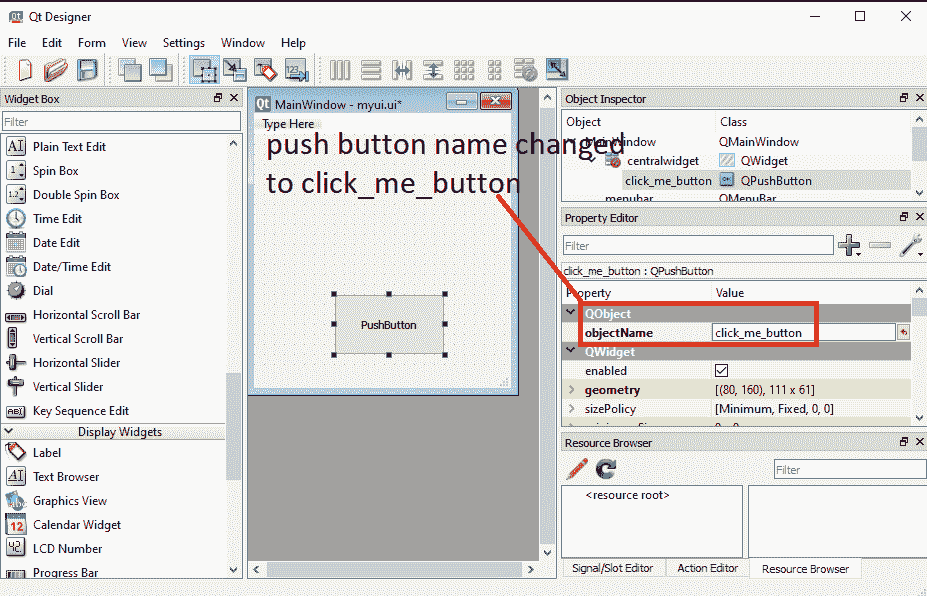 Qt Designer
File Edit Form View Settings Window Help
Widget Box
Filter
Plain Text Edit
Spin Box
Double Spin Box
Time Edit
Date Edit
Date/Time Edit
Dial
Horizontal Scroll Bar
Vertical Scroll Bar
Horizontal Slider
Vertical Slider
Key Sequence Edit
Display Widgets
Label
Text Browser
Graphics View
Calendar Widget
LCD Number
Progress Bar
MainWindow - myui.ui*
Type Here
push button name changed
to click_me_button
PushButton
Object Inspector
Object Class
MainWindow QMainWindow
centralwidget QWidget
click_me_button QPushButton
menubar QMenuBar
Property Editor
Filter
click_me_button : QPushButton
Property Value
QObject
objectName click_me_button
QWidget
enabled
geometry [(80, 160), 111 x 61]
sizePolicy [Minimum, Fixed, 0, 0]
Resource Browser
Filter
<resource root>
Signal/Slot Editor Action Editor Resource Browser